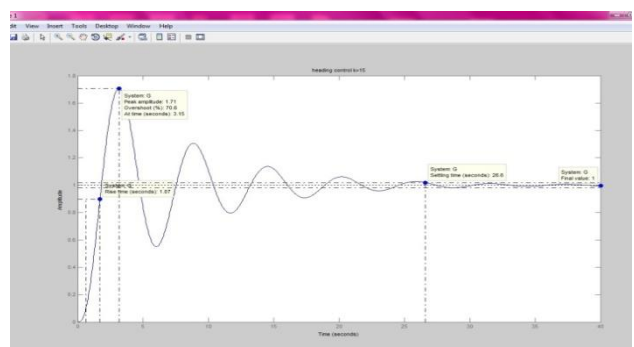 dit View Insert Tools Desktop Window Help
heading control k=15
System: G
Peak amplitude: 1.71
Overshoot (%): 70.6
At time (seconds): 3.15
System: G
Rise time (seconds): 1.07
System: G
Settling time (seconds): 26.6
System: G
Final value: 1
Amplitude
1.8
1.6
1.4
1.2
1
0.8
0.6
0.4
0.2
0
0 5 10 15 20 25 30 35 40
Time (seconds)